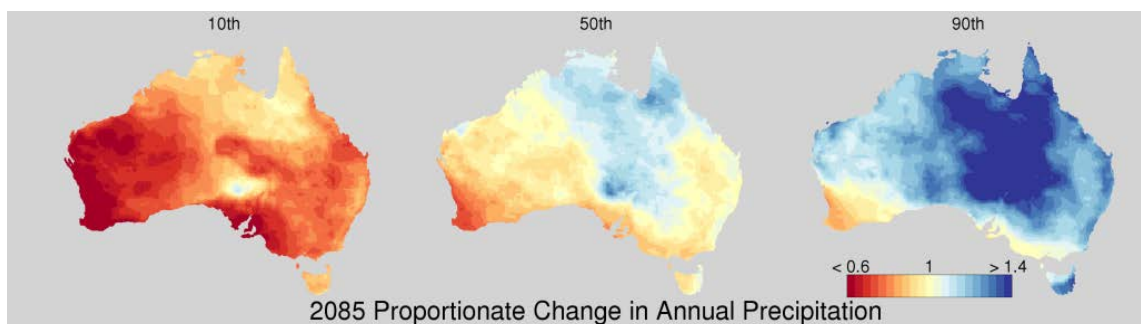 10th
50th
90th
< 0.6 1 > 1.4
2085 Proportionate Change in Annual Precipitation